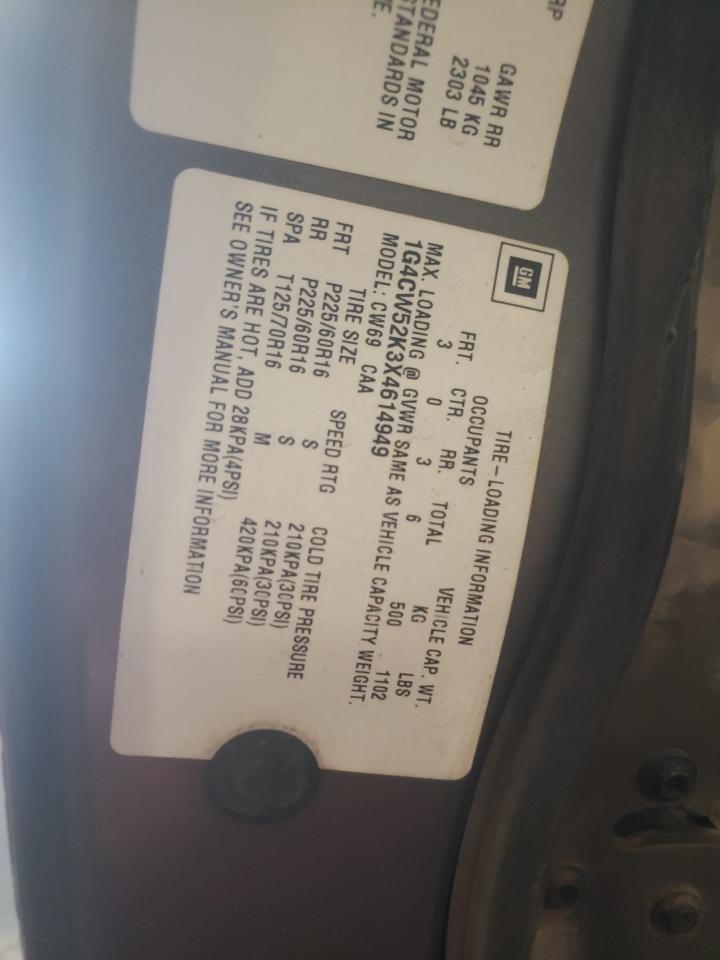 RP
GAWR RR
1045 KG
2303 LB
EDERAL MOTOR
STANDARDS IN
GM
TIRE-LOADING INFORMATION
OCCUPANTS VEHICLE CAP. WT.
FRT. CTR. RR. TOTAL KG LBS
3 0 3 6 500 1102
MAX. LOADING @ GVWR SAME AS VEHICLE CAPACITY WEIGHT.
1G4CW52K3X4614949
MODEL: CW69 CAA
TIRE SIZE SPEED RTG COLD TIRE PRESSURE
FRT P225/60R16 S 210KPA(30PSI)
RR P225/60R16 S 210KPA(30PSI)
SPA T125/70R16 M 420KPA(60PSI)
IF TIRES ARE HOT, ADD 28KPA(4PSI)
SEE OWNER'S MANUAL FOR MORE INFORMATION